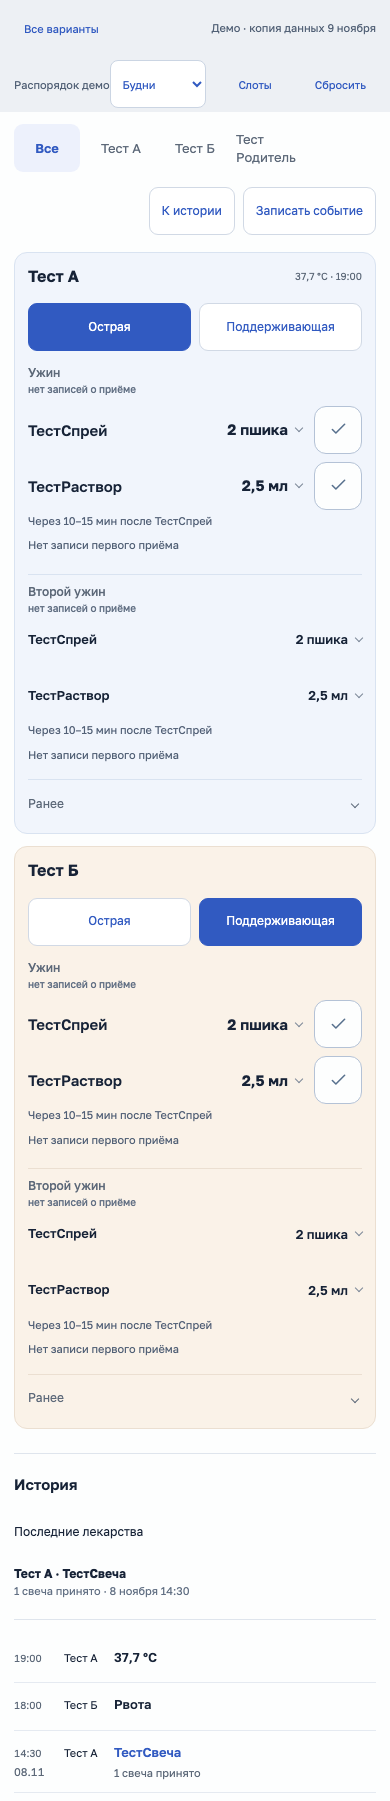 Все варианты
Демо · копия данных 9 ноября
Распорядок демо
Будни
Слоты
Сбросить
Все
Тест А
Тест Б
Тест
Родитель
К истории
Записать событие
Тест А
37,7 °C · 19:00
Острая
Поддерживающая
Ужин
нет записей о приёме
ТестСпрей
2 пшика
ТестРаствор
2,5 мл
Через 10–15 мин после ТестСпрей
Нет записи первого приёма
Второй ужин
нет записей о приёме
ТестСпрей
2 пшика
ТестРаствор
2,5 мл
Через 10–15 мин после ТестСпрей
Нет записи первого приёма
Ранее
Тест Б
Острая
Поддерживающая
Ужин
нет записей о приёме
ТестСпрей
2 пшика
ТестРаствор
2,5 мл
Через 10–15 мин после ТестСпрей
Нет записи первого приёма
Второй ужин
нет записей о приёме
ТестСпрей
2 пшика
ТестРаствор
2,5 мл
Через 10–15 мин после ТестСпрей
Нет записи первого приёма
Ранее
История
Последние лекарства
Тест А · ТестСвеча
1 свеча принято · 8 ноября 14:30
19:00 Тест А 37,7 °C
18:00 Тест Б Рвота
14:30 Тест А ТестСвеча
08.11 1 свеча принято